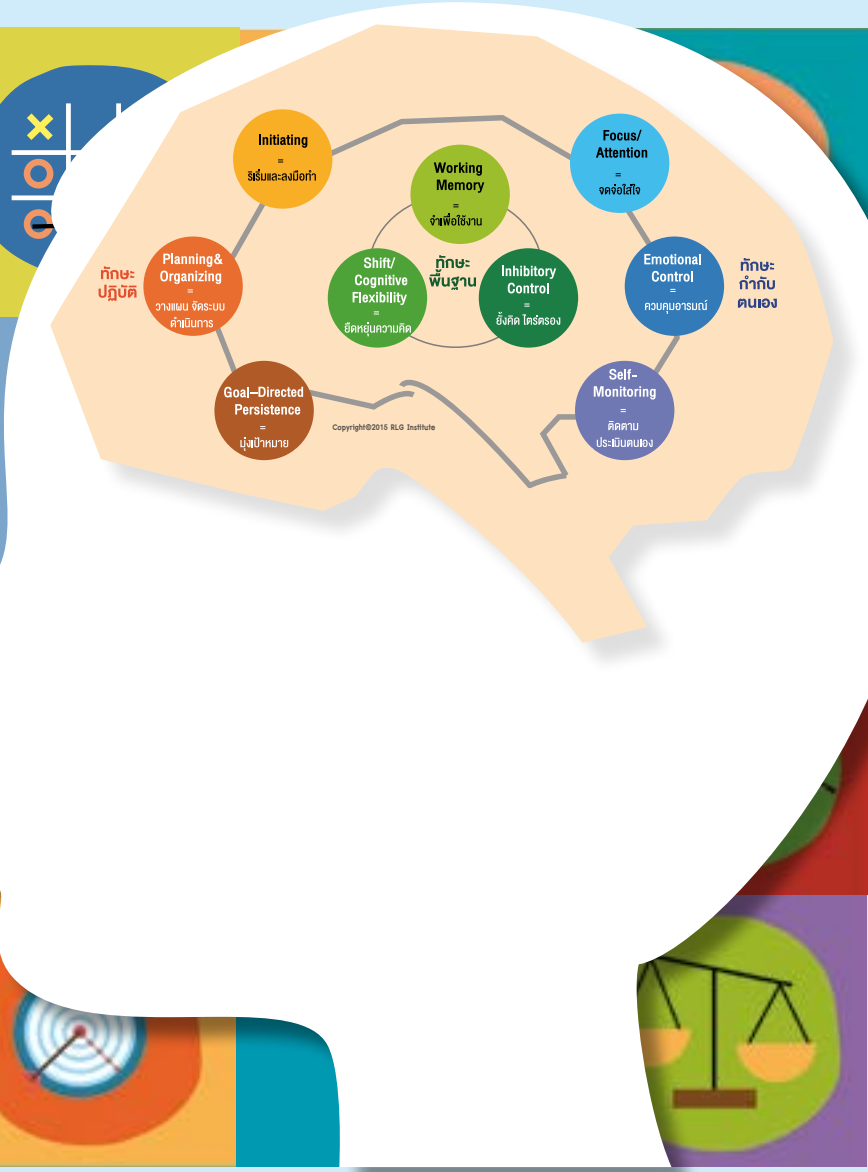 Initiating
=
ริเริ่มและลงมือทำ
Focus/
Attention
=
จดจ่อใส่ใจ
Working
Memory
=
จำเพื่อใช้งาน
ทักษะ
ปฏิบัติ
Planning&
Organizing
=
วางแผน จัดระบบ
ดำเนินการ
Shift/
Cognitive
Flexibility
=
ยืดหยุ่นความคิด
ทักษะ
พื้นฐาน
Inhibitory
Control
=
ยั้งคิด ไตร่ตรอง
Emotional
Control
=
ควบคุมอารมณ์
ทักษะ
กำกับ
ตนเอง
Goal–Directed
Persistence
=
มุ่งเป้าหมาย
Copyright©2015 RLG Institute
Self-
Monitoring
=
ติดตาม
ประเมินตนเอง